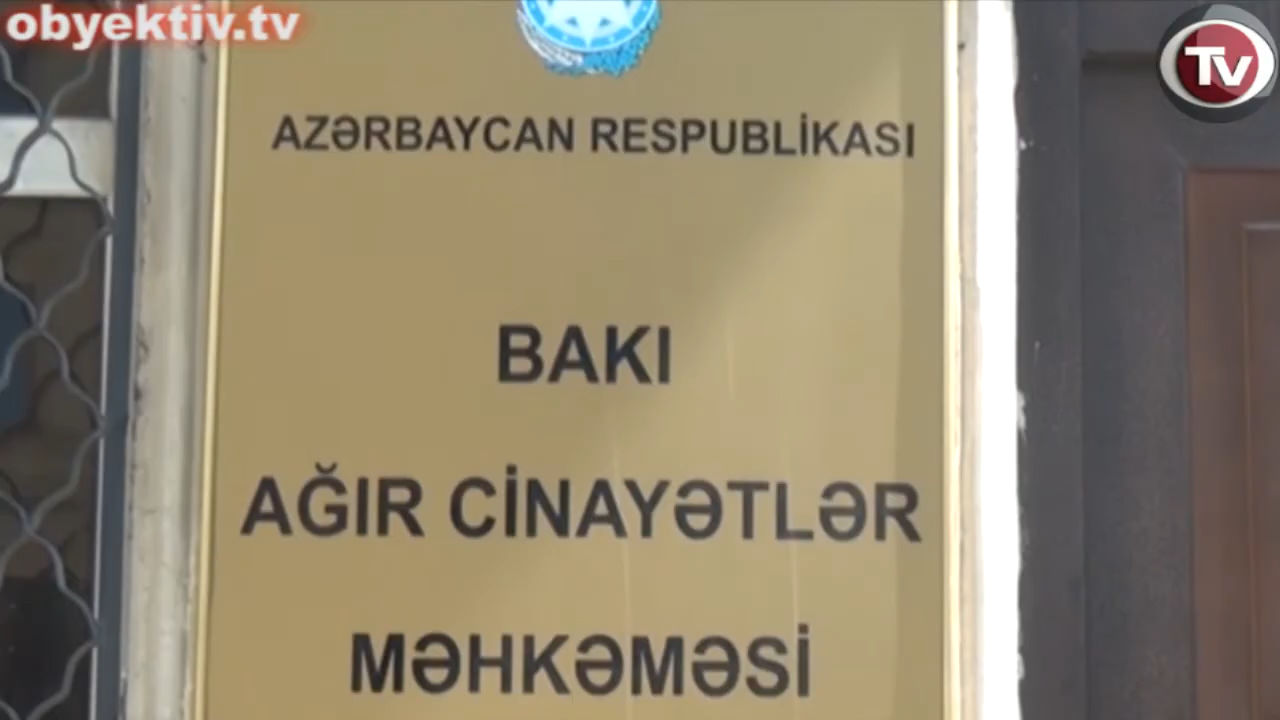 obyektiv.tv
TV
AZƏRBAYCAN RESPUBLİKASI
BAKI
AĞIR CİNAYƏTLƏR
MƏHKƏMƏSİ